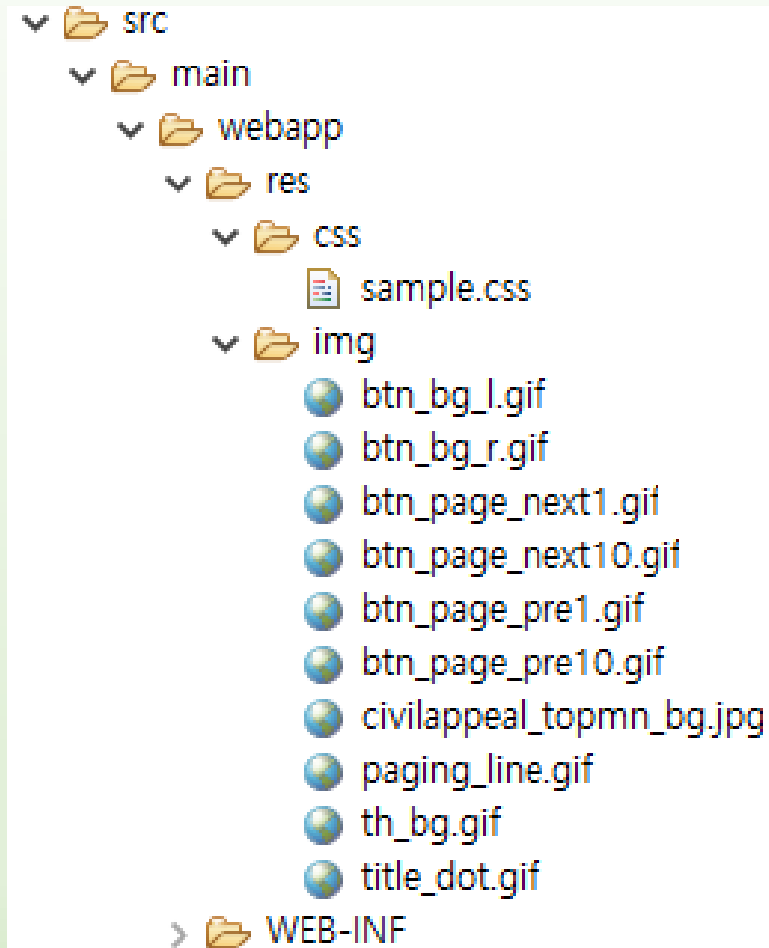 src
main
webapp
res
css
sample.css
img
btn_bg_l.gif
btn_bg_r.gif
btn_page_next1.gif
btn_page_next10.gif
btn_page_pre1.gif
btn_page_pre10.gif
civilappeal_topmn_bg.jpg
paging_line.gif
th_bg.gif
title_dot.gif
WEB-INF